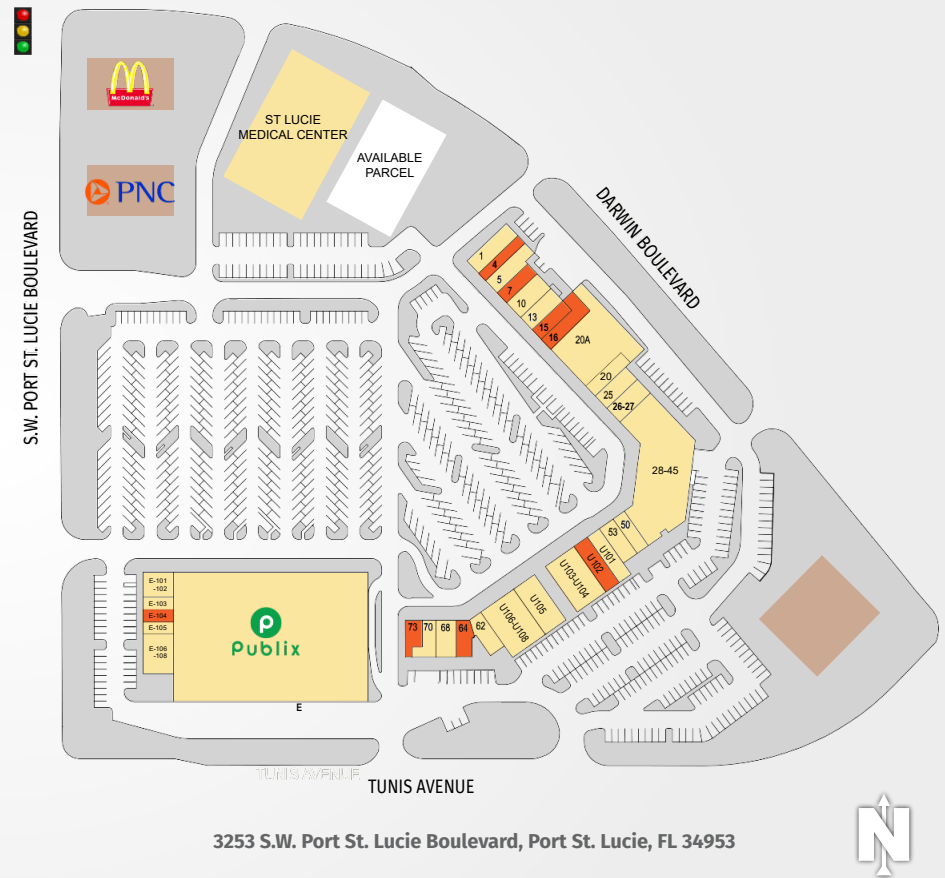 McDonald's
PNC
ST LUCIE
MEDICAL CENTER
AVAILABLE
PARCEL
S.W. PORT ST. LUCIE BOULEVARD
DARWIN BOULEVARD
1
4
5
7
10
13
15
16
20A
20
25
26-27
28-45
50
53
U101
U102
U103-U104
U105
U106-U108
62
64
68
70
73
E-101
-102
E-103
E-104
E-105
E-106
-108
Publix
E
TUNIS AVENUE
TUNIS AVENUE
3253 S.W. Port St. Lucie Boulevard, Port St. Lucie, FL 34953
N